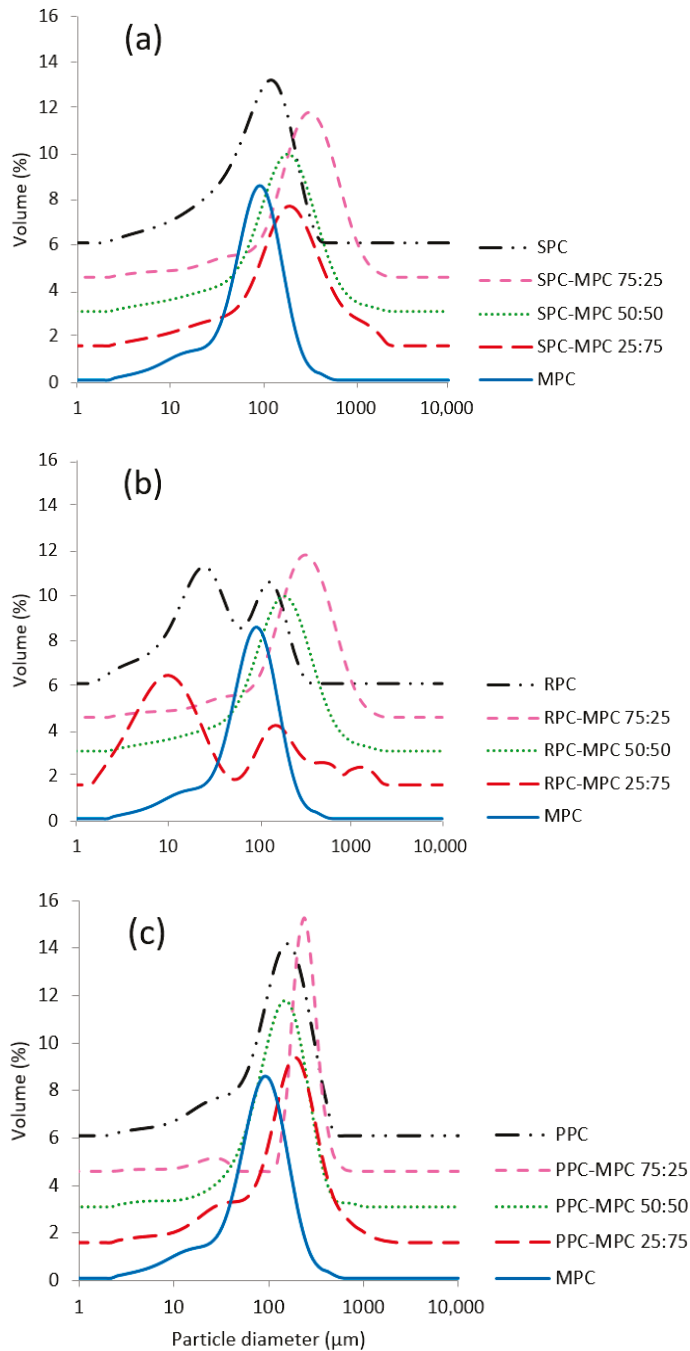 (a)
Volume (%)
16
14
12
10
8
6
4
2
0
1 10 100 1000 10,000
SPC
SPC-MPC 75:25
SPC-MPC 50:50
SPC-MPC 25:75
MPC
(b)
Volume (%)
16
14
12
10
8
6
4
2
0
1 10 100 1000 10,000
RPC
RPC-MPC 75:25
RPC-MPC 50:50
RPC-MPC 25:75
MPC
(c)
Volume (%)
16
14
12
10
8
6
4
2
0
1 10 100 1000 10,000
Particle diameter (μm)
PPC
PPC-MPC 75:25
PPC-MPC 50:50
PPC-MPC 25:75
MPC